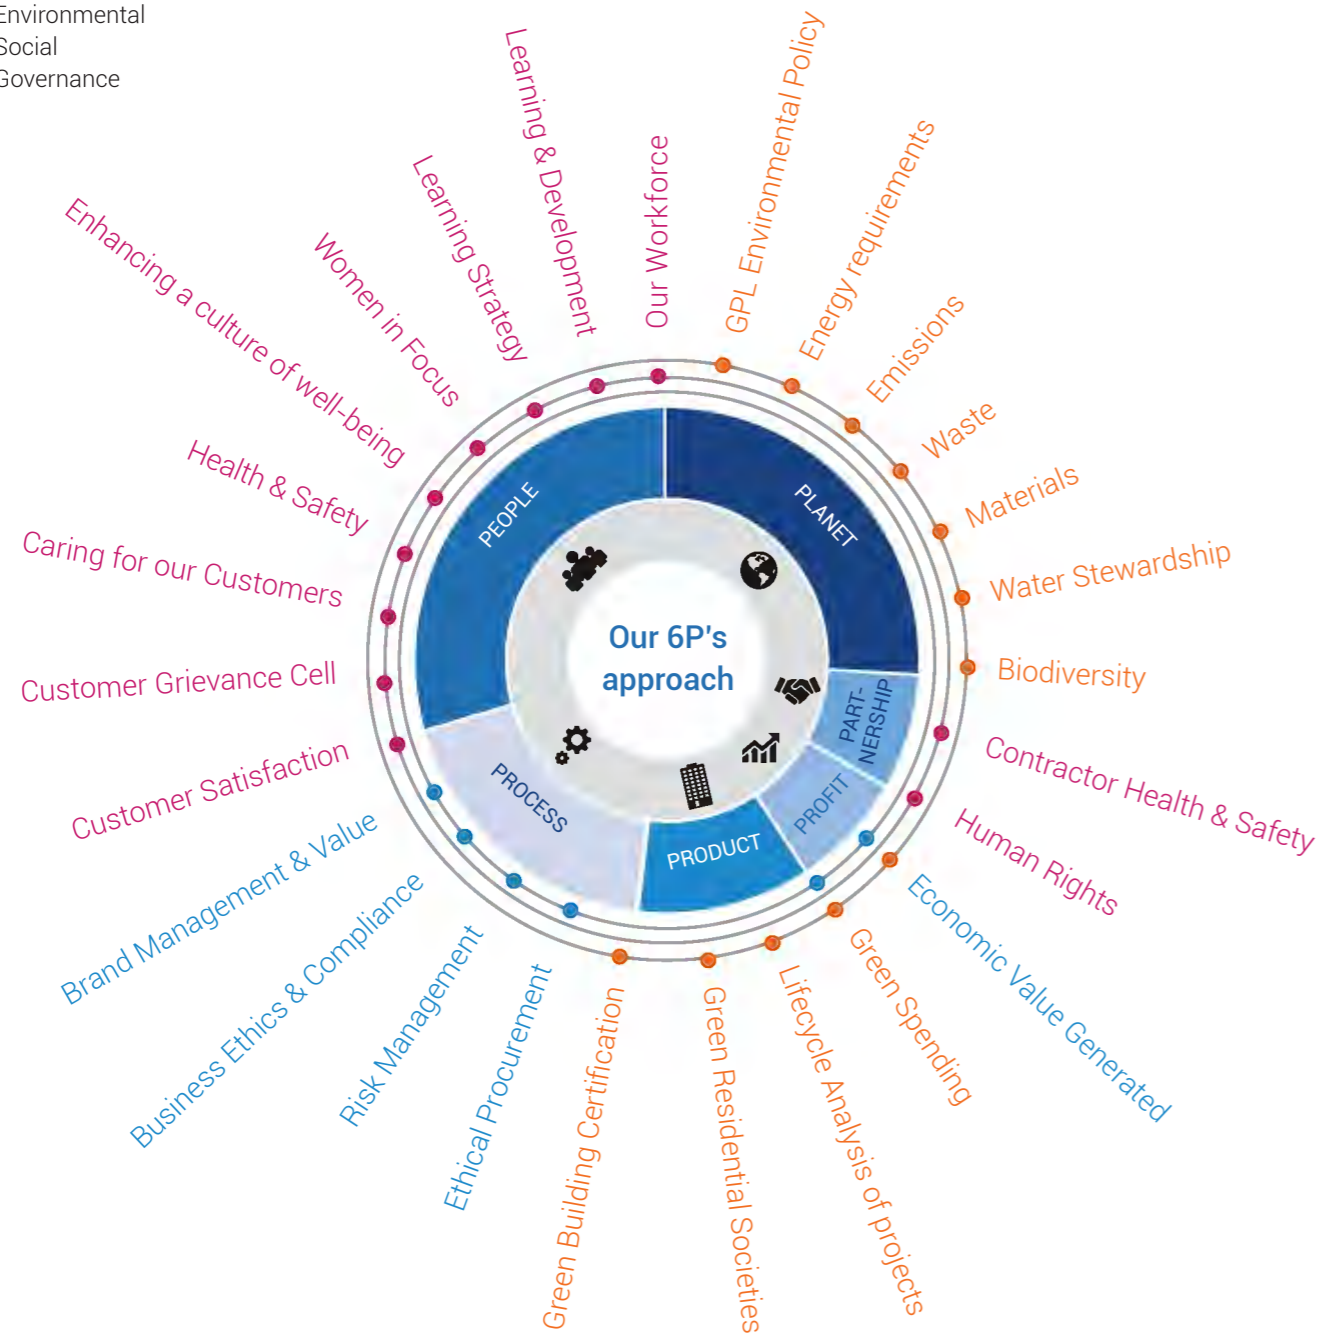 Environmental
Social
Governance
Our 6P's
approach
PEOPLE
PLANET
PART-
NERSHIP
PROFIT
PRODUCT
PROCESS
Our Workforce
GPL Environmental Policy
Energy requirements
Emissions
Waste
Materials
Water Stewardship
Biodiversity
Contractor Health & Safety
Human Rights
Economic Value Generated
Green Spending
Lifecycle Analysis of projects
Green Residential Societies
Green Building Certification
Ethical Procurement
Risk Management
Business Ethics & Compliance
Brand Management & Value
Customer Satisfaction
Customer Grievance Cell
Caring for our Customers
Health & Safety
Enhancing a culture of well-being
Women in Focus
Learning Strategy
Learning & Development